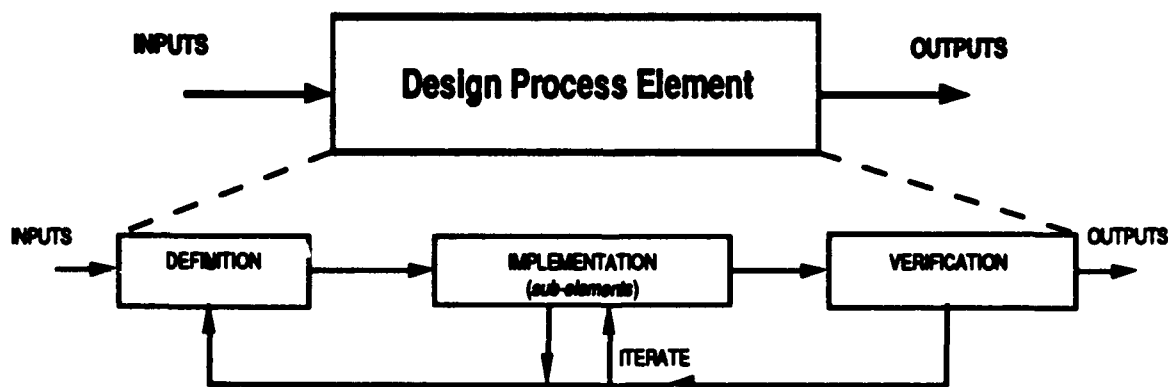 INPUTS
OUTPUTS
Design Process Element
INPUTS
OUTPUTS
DEFINITION
IMPLEMENTATION
(sub-elements)
VERIFICATION
ITERATE